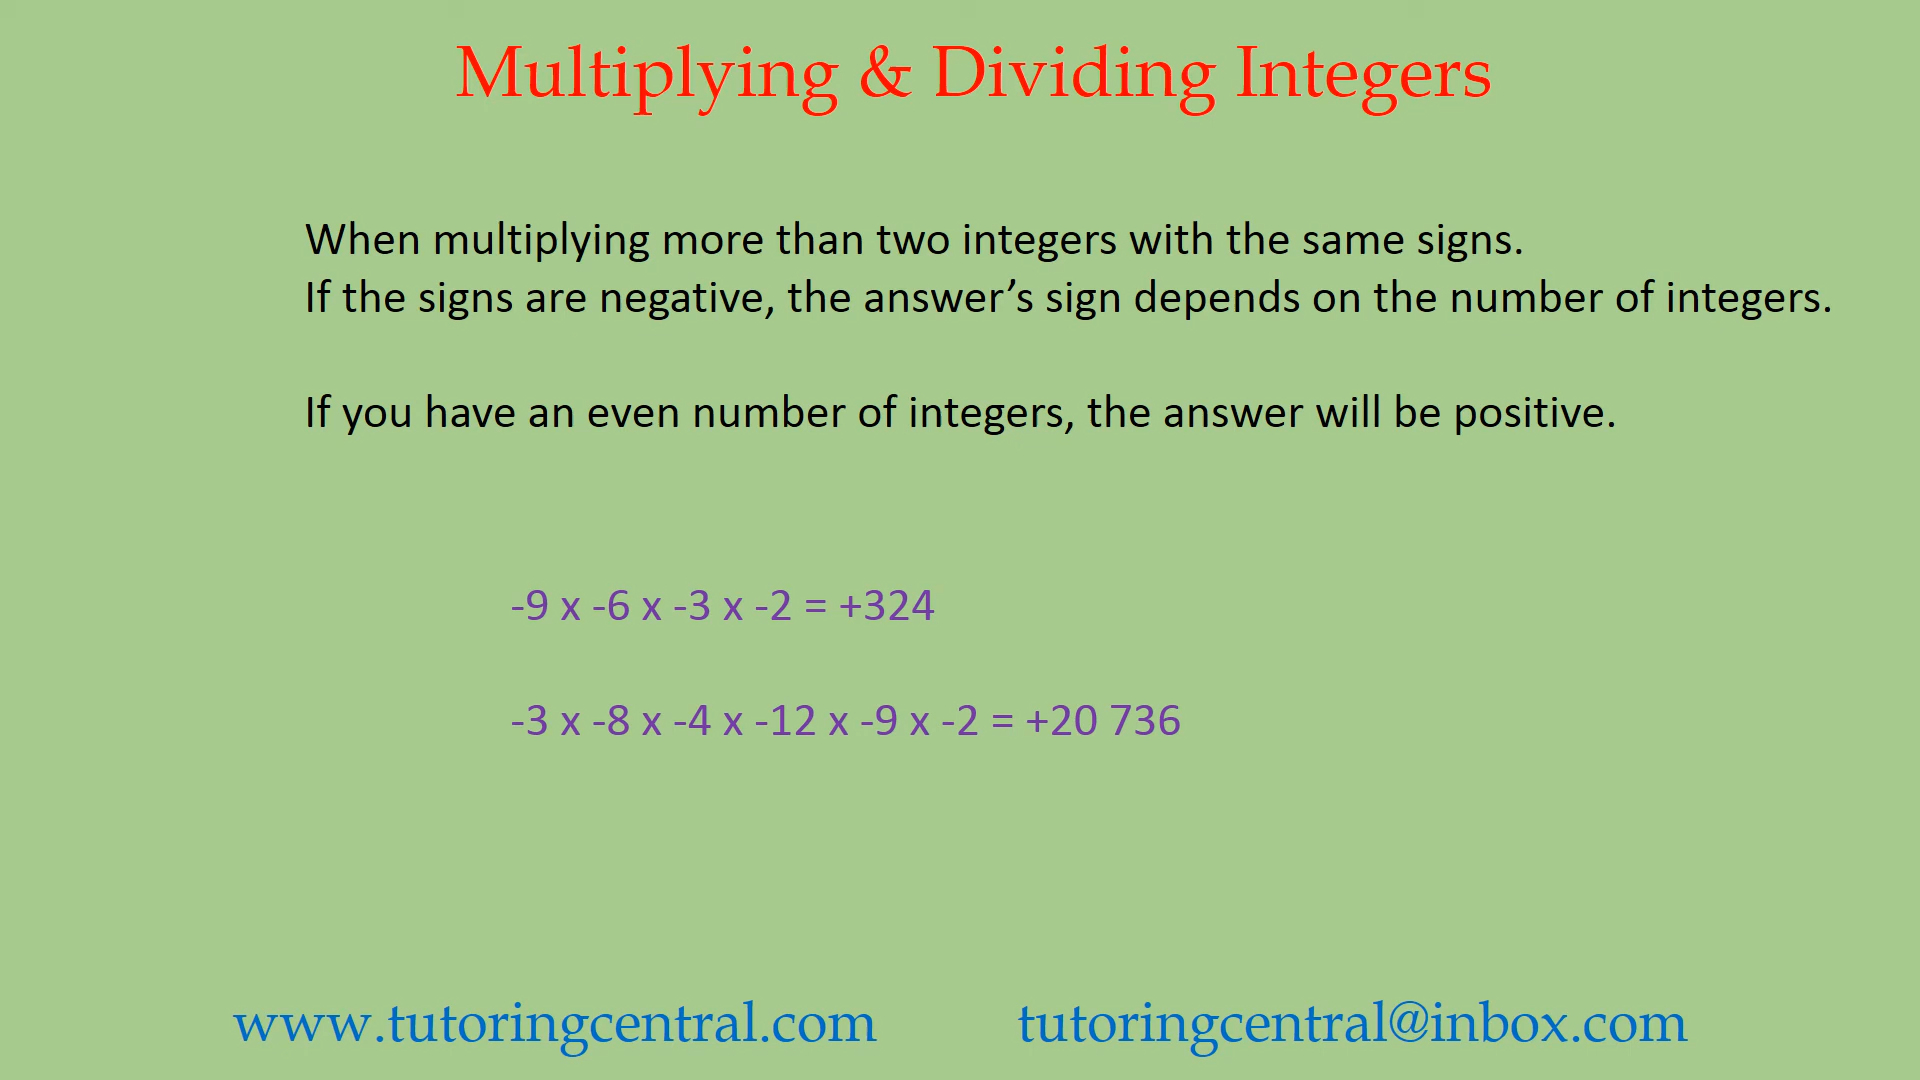 Multiplying & Dividing Integers
When multiplying more than two integers with the same signs.
If the signs are negative, the answer’s sign depends on the number of integers.
If you have an even number of integers, the answer will be positive.
-9 x -6 x -3 x -2 = +324
-3 x -8 x -4 x -12 x -9 x -2 = +20 736
www.tutoringcentral.com tutoringcentral@inbox.com